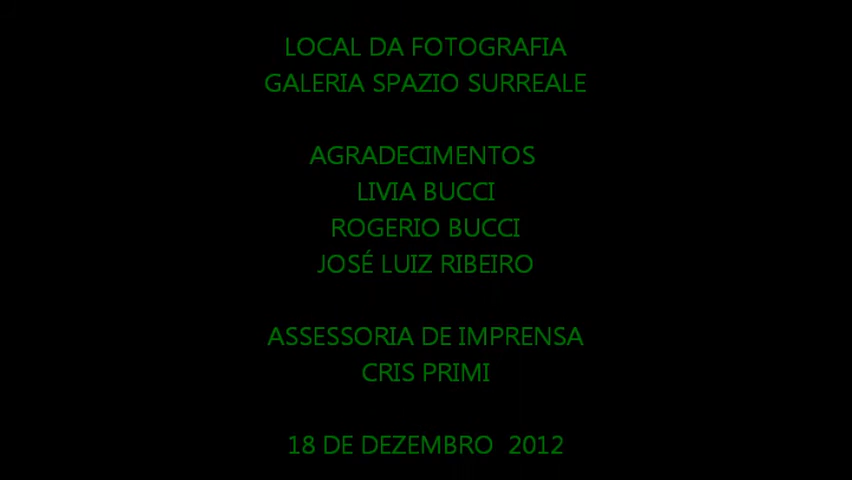 LOCAL DA FOTOGRAFIA
GALERIA SPAZIO SURREALE
AGRADECIMENTOS
LIVIA BUCCI
ROGERIO BUCCI
JOSÉ LUIZ RIBEIRO
ASSESSORIA DE IMPRENSA
CRIS PRIMI
18 DE DEZEMBRO 2012